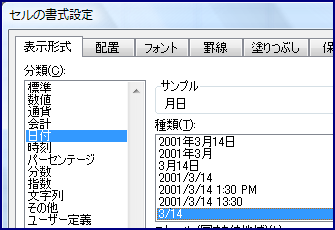 セルの書式設定
表示形式 配置 フォント 罫線 塗りつぶし
分類(C):
標準
数値
通貨
会計
日付
時刻
パーセンテージ
分数
指数
文字列
その他
ユーザー定義
サンプル
月日
種類(T):
2001年3月14日
2001年3月
3月14日
2001/3/14
2001/3/14 1:30 PM
2001/3/14 13:30
3/14